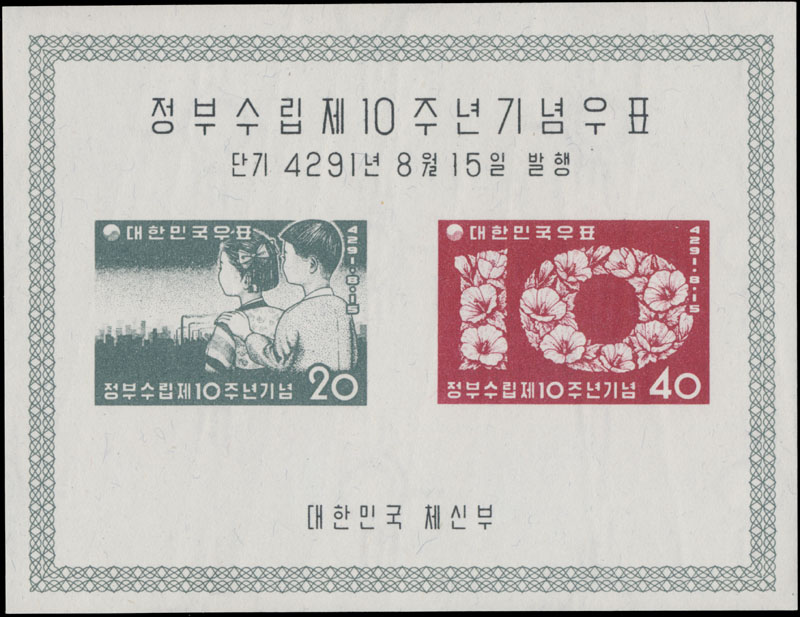 정부수립제10주년기념우표
단기 4291년 8월 15일 발행
대한민국우표
4291·8·15
정부수립제10주년기념 20
대한민국우표
4291·8·15
정부수립제10주년기념 40
대한민국 체신부